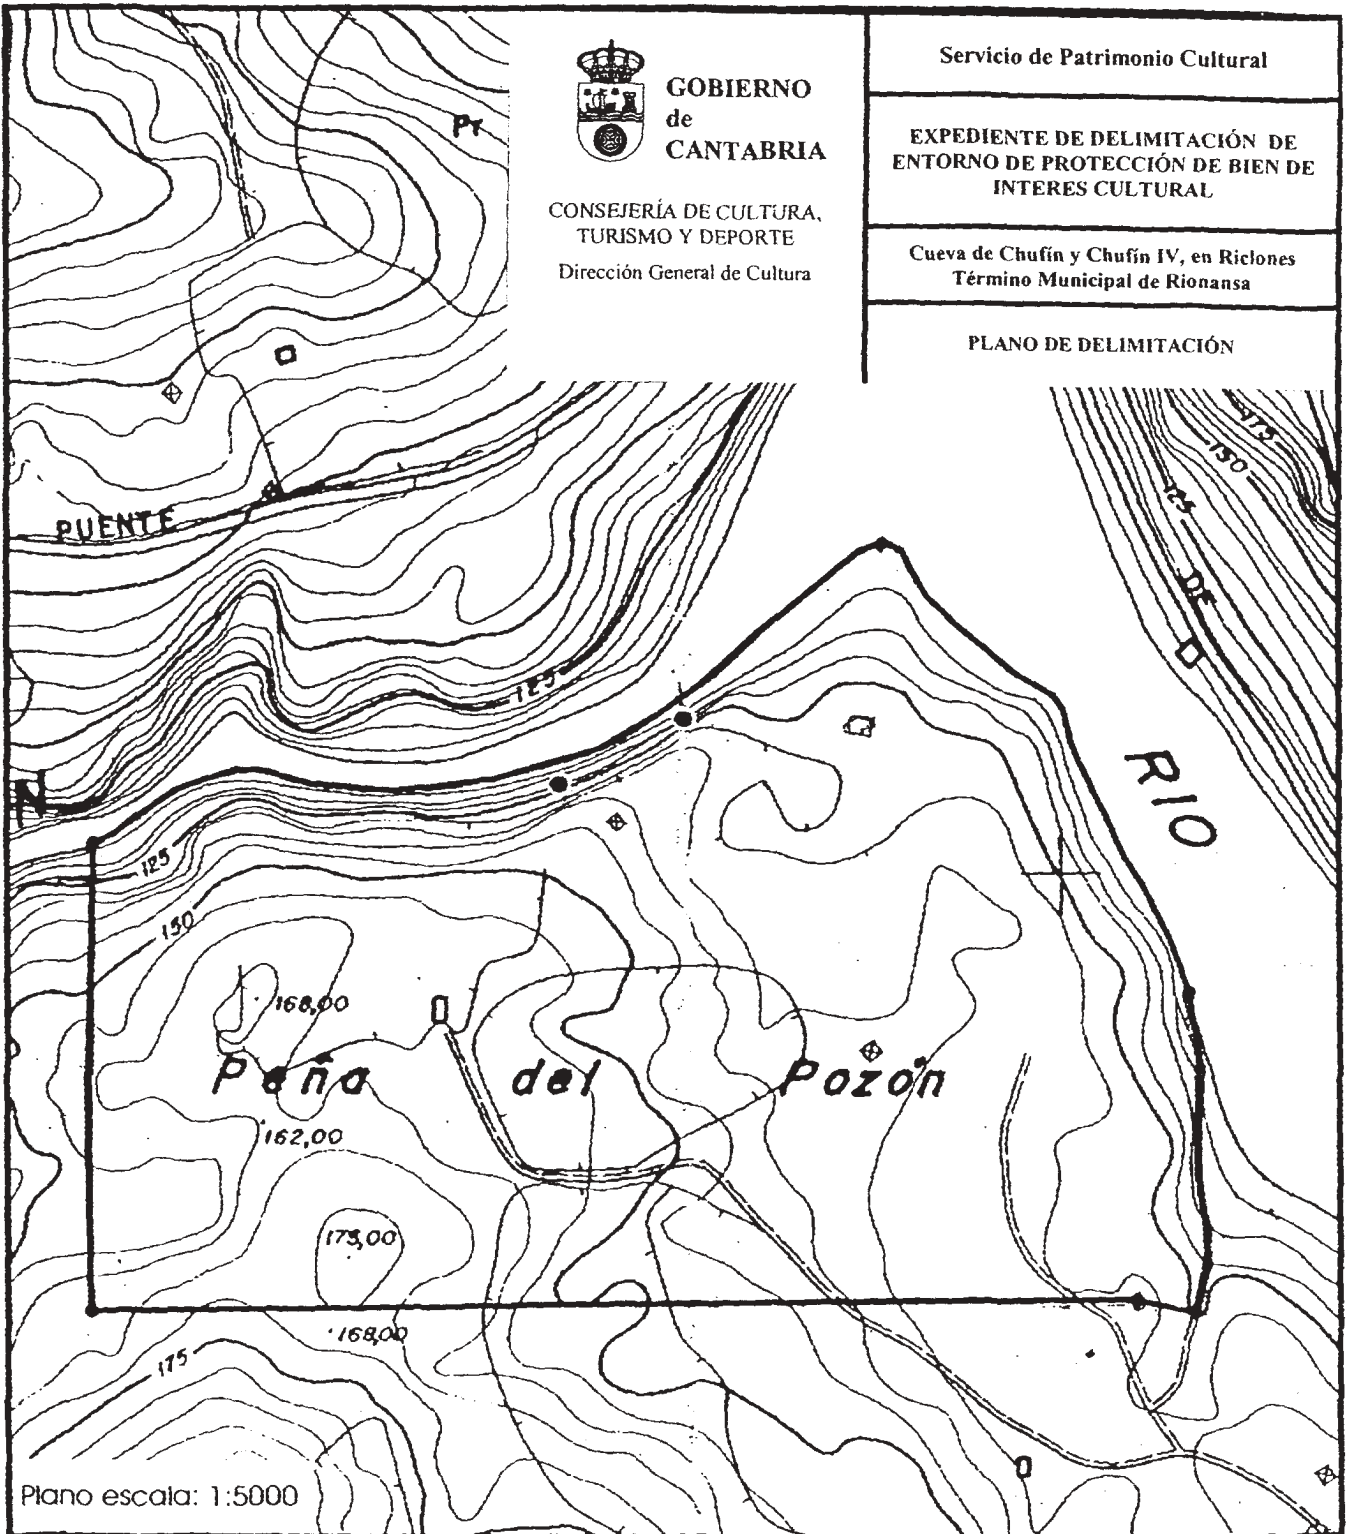 GOBIERNO
de
CANTABRIA
CONSEJERÍA DE CULTURA,
TURISMO Y DEPORTE
Dirección General de Cultura
Servicio de Patrimonio Cultural
EXPEDIENTE DE DELIMITACIÓN DE
ENTORNO DE PROTECCIÓN DE BIEN DE
INTERES CULTURAL
Cueva de Chufín y Chufín IV, en Riclones
Término Municipal de Rionansa
PLANO DE DELIMITACIÓN
Pr
175
150
125
PUENTE
DE
125
RIO
N
125
150
168,00
Peña del Pozón
162,00
173,00
168,00
175
Plano escala: 1:5000